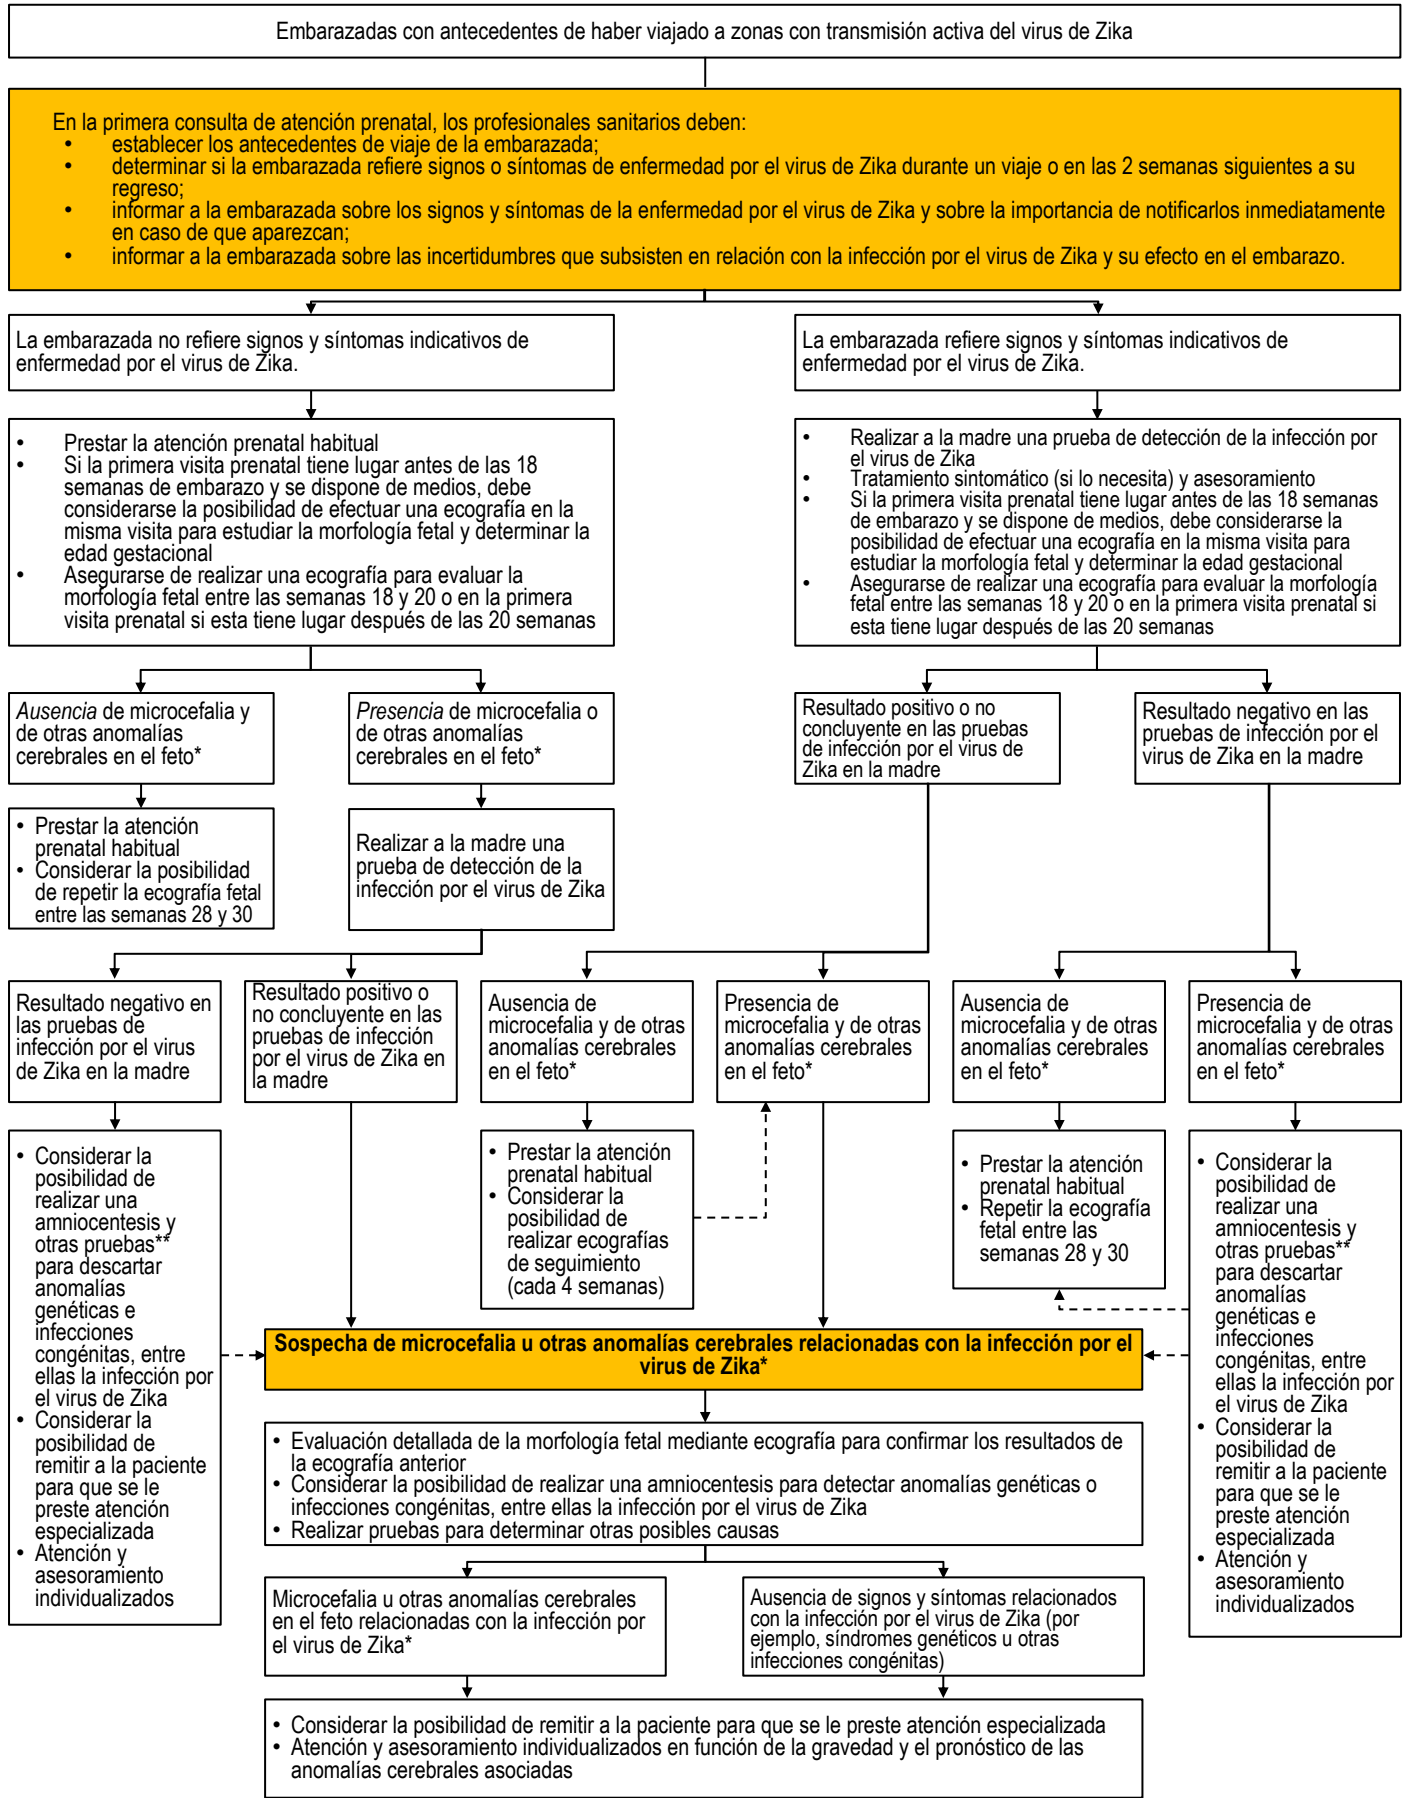 Embarazadas con antecedentes de haber viajado a zonas con transmisión activa del virus de Zika
En la primera consulta de atención prenatal, los profesionales sanitarios deben:
• establecer los antecedentes de viaje de la embarazada;
• determinar si la embarazada refiere signos o síntomas de enfermedad por el virus de Zika durante un viaje o en las 2 semanas siguientes a su
regreso;
• informar a la embarazada sobre los signos y síntomas de la enfermedad por el virus de Zika y sobre la importancia de notificarlos inmediatamente
en caso de que aparezcan;
• informar a la embarazada sobre las incertidumbres que subsisten en relación con la infección por el virus de Zika y su efecto en el embarazo.
La embarazada no refiere signos y síntomas indicativos de
enfermedad por el virus de Zika.
La embarazada refiere signos y síntomas indicativos de
enfermedad por el virus de Zika.
• Prestar la atención prenatal habitual
• Si la primera visita prenatal tiene lugar antes de las 18
semanas de embarazo y se dispone de medios, debe
considerarse la posibilidad de efectuar una ecografía en la
misma visita para estudiar la morfología fetal y determinar la
edad gestacional
• Asegurarse de realizar una ecografía para evaluar la
morfología fetal entre las semanas 18 y 20 o en la primera
visita prenatal si esta tiene lugar después de las 20 semanas
• Realizar a la madre una prueba de detección de la infección por
el virus de Zika
• Tratamiento sintomático (si lo necesita) y asesoramiento
• Si la primera visita prenatal tiene lugar antes de las 18 semanas
de embarazo y se dispone de medios, debe considerarse la
posibilidad de efectuar una ecografía en la misma visita para
estudiar la morfología fetal y determinar la edad gestacional
• Asegurarse de realizar una ecografía para evaluar la morfología
fetal entre las semanas 18 y 20 o en la primera visita prenatal si
esta tiene lugar después de las 20 semanas
Ausencia de microcefalia y
de otras anomalías
cerebrales en el feto*
Presencia de microcefalia o
de otras anomalías
cerebrales en el feto*
Resultado positivo o no
concluyente en las pruebas
de infección por el virus de
Zika en la madre
Resultado negativo en las
pruebas de infección por el
virus de Zika en la madre
• Prestar la atención
prenatal habitual
• Considerar la posibilidad
de repetir la ecografía fetal
entre las semanas 28 y 30
Realizar a la madre una
prueba de detección de la
infección por el virus de Zika
Resultado negativo en
las pruebas de
infección por el virus
de Zika en la madre
Resultado positivo o
no concluyente en las
pruebas de infección
por el virus de Zika en
la madre
Ausencia de
microcefalia y de otras
anomalías cerebrales
en el feto*
Presencia de
microcefalia y de otras
anomalías cerebrales
en el feto*
Ausencia de
microcefalia y de otras
anomalías cerebrales
en el feto*
Presencia de
microcefalia y de otras
anomalías cerebrales
en el feto*
• Considerar la
posibilidad de
realizar una
amniocentesis y
otras pruebas**
para descartar
anomalías
genéticas e
infecciones
congénitas, entre
ellas la infección por
el virus de Zika
• Considerar la
posibilidad de
remitir a la paciente
para que se le
preste atención
especializada
• Atención y
asesoramiento
individualizados
• Prestar la atención
prenatal habitual
• Considerar la
posibilidad de
realizar ecografías
de seguimiento
(cada 4 semanas)
• Prestar la atención
prenatal habitual
• Repetir la ecografía
fetal entre las
semanas 28 y 30
• Considerar la
posibilidad de
realizar una
amniocentesis y
otras pruebas**
para descartar
anomalías
genéticas e
infecciones
congénitas, entre
ellas la infección por
el virus de Zika
• Considerar la
posibilidad de
remitir a la paciente
para que se le
preste atención
especializada
• Atención y
asesoramiento
individualizados
Sospecha de microcefalia u otras anomalías cerebrales relacionadas con la infección por el
virus de Zika*
• Evaluación detallada de la morfología fetal mediante ecografía para confirmar los resultados de
la ecografía anterior
• Considerar la posibilidad de realizar una amniocentesis para detectar anomalías genéticas o
infecciones congénitas, entre ellas la infección por el virus de Zika
• Realizar pruebas para determinar otras posibles causas
Microcefalia u otras anomalías cerebrales
en el feto relacionadas con la infección por
el virus de Zika*
Ausencia de signos y síntomas relacionados
con la infección por el virus de Zika (por
ejemplo, síndromes genéticos u otras
infecciones congénitas)
• Considerar la posibilidad de remitir a la paciente para que se le preste atención especializada
• Atención y asesoramiento individualizados en función de la gravedad y el pronóstico de las
anomalías cerebrales asociadas